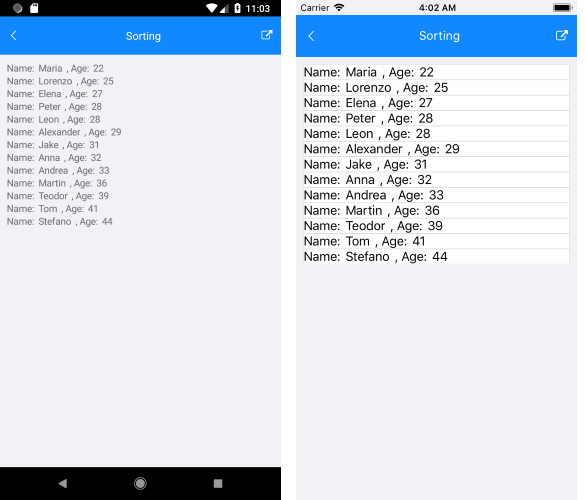 11:03
Sorting
Name: Maria , Age: 22
Name: Lorenzo , Age: 25
Name: Elena , Age: 27
Name: Peter , Age: 28
Name: Leon , Age: 28
Name: Alexander , Age: 29
Name: Jake , Age: 31
Name: Anna , Age: 32
Name: Andrea , Age: 33
Name: Martin , Age: 36
Name: Teodor , Age: 39
Name: Tom , Age: 41
Name: Stefano , Age: 44
Carrier 4:02 AM
Sorting
Name: Maria , Age: 22
Name: Lorenzo , Age: 25
Name: Elena , Age: 27
Name: Peter , Age: 28
Name: Leon , Age: 28
Name: Alexander , Age: 29
Name: Jake , Age: 31
Name: Anna , Age: 32
Name: Andrea , Age: 33
Name: Martin , Age: 36
Name: Teodor , Age: 39
Name: Tom , Age: 41
Name: Stefano , Age: 44